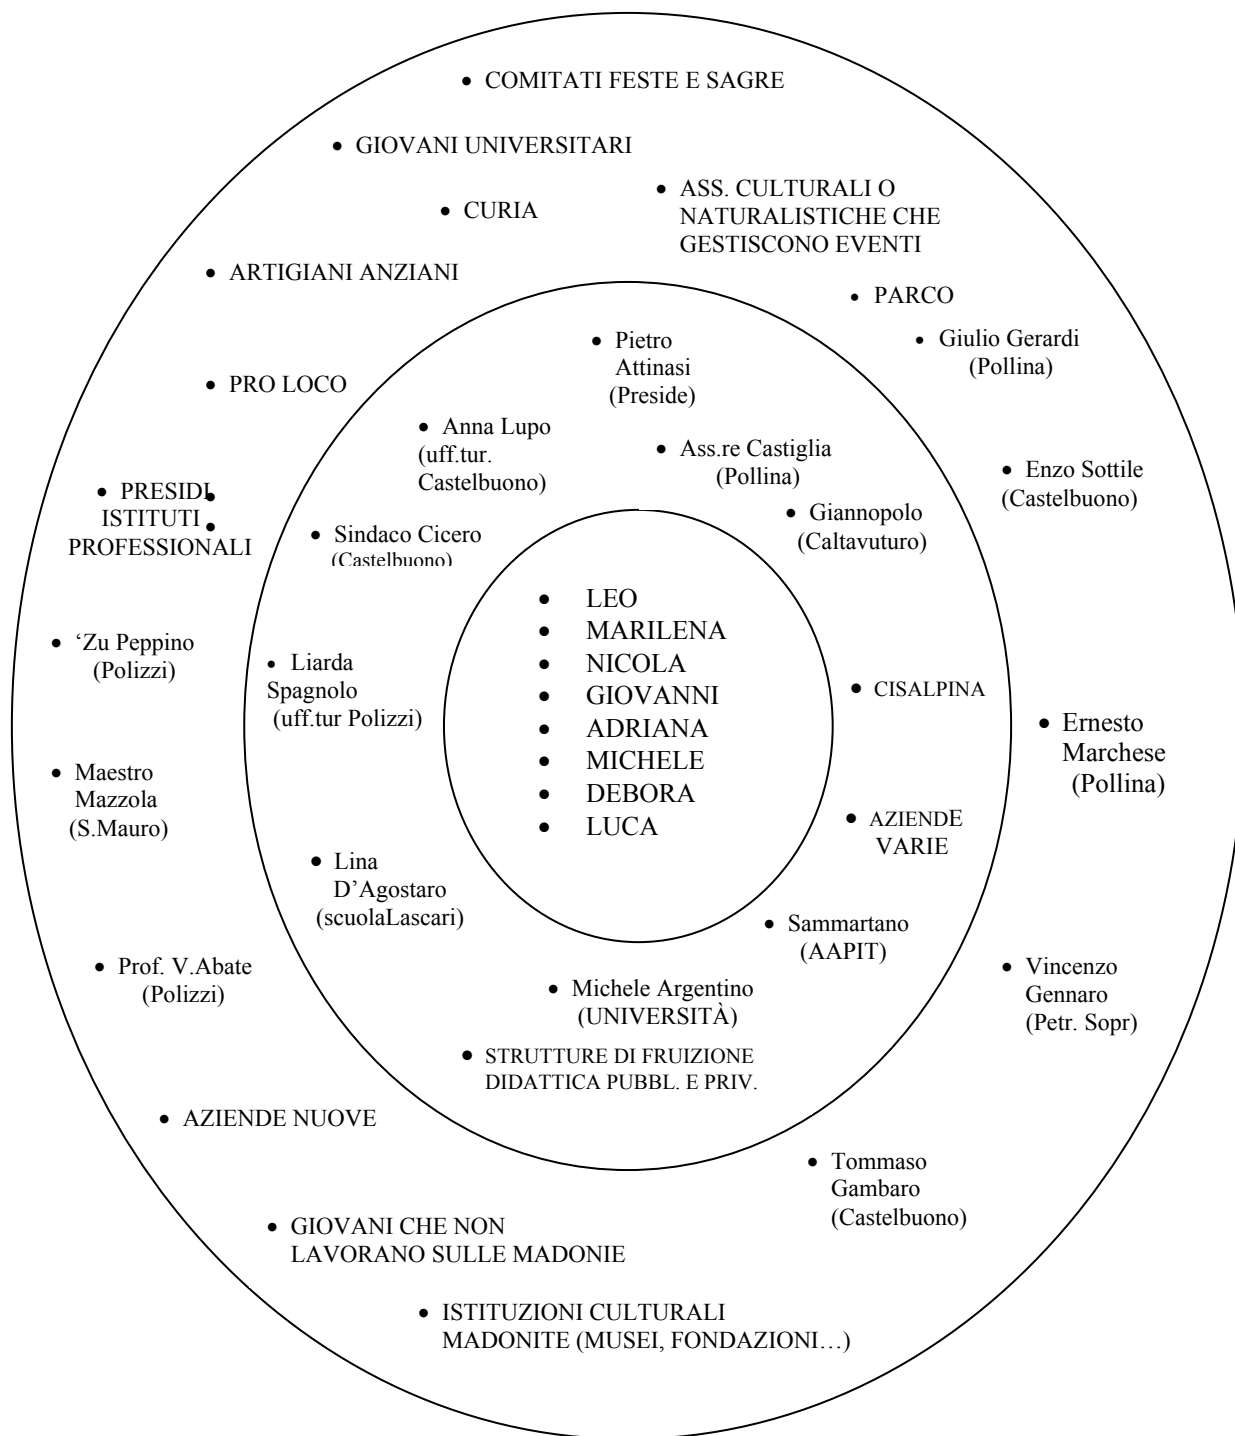 • COMITATI FESTE E SAGRE
• GIOVANI UNIVERSITARI
• ASS. CULTURALI O
NATURALISTICHE CHE
GESTISCONO EVENTI
• CURIA
• ARTIGIANI ANZIANI
• PARCO
• Giulio Gerardi
(Pollina)
• PRO LOCO
• Pietro
Attinasi
(Preside)
• Anna Lupo
(uff.tur.
Castelbuono)
• Ass.re Castiglia
(Pollina)
• Enzo Sottile
(Castelbuono)
• PRESIDI
ISTITUTI
PROFESSIONALI
• Sindaco Cicero
(Castelbuono)
• Giannopolo
(Caltavuturo)
• LEO
• MARILENA
• NICOLA
• GIOVANNI
• ADRIANA
• MICHELE
• DEBORA
• LUCA
• ‘Zu Peppino
(Polizzi)
• Liarda
Spagnolo
(uff.tur Polizzi)
• CISALPINA
• Ernesto
Marchese
(Pollina)
• Maestro
Mazzola
(S.Mauro)
• AZIENDE
VARIE
• Lina
D’Agostaro
(scuolaLascari)
• Sammartano
(AAPIT)
• Prof. V.Abate
(Polizzi)
• Michele Argentino
(UNIVERSITÀ)
• Vincenzo
Gennaro
(Petr. Sopr)
• STRUTTURE DI FRUIZIONE
DIDATTICA PUBBL. E PRIV.
• AZIENDE NUOVE
• Tommaso
Gambaro
(Castelbuono)
• GIOVANI CHE NON
LAVORANO SULLE MADONIE
• ISTITUZIONI CULTURALI
MADONITE (MUSEI, FONDAZIONI…)